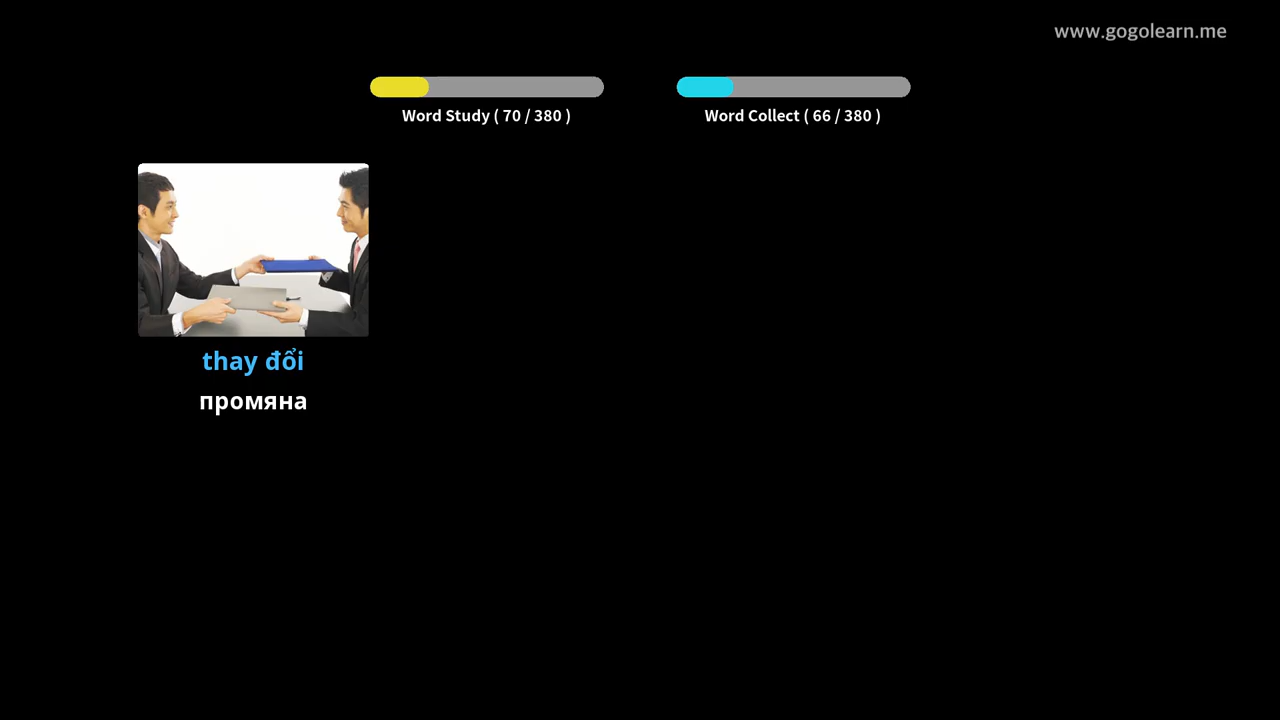 www.gogolearn.me
Word Study ( 70 / 380 )
Word Collect ( 66 / 380 )
thay đổi
промяна